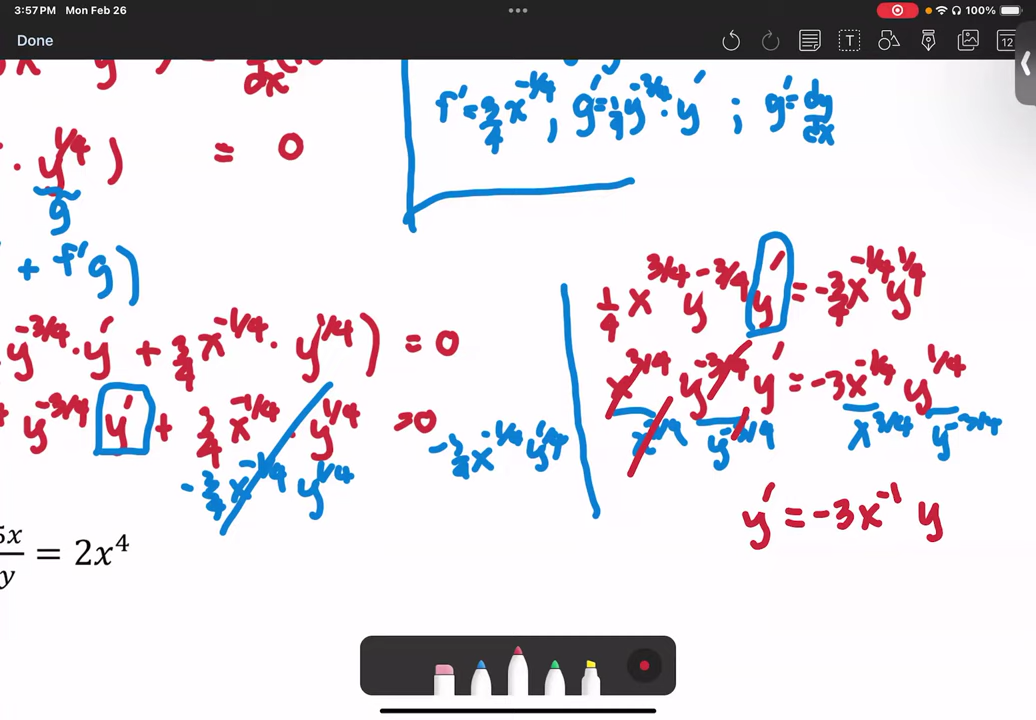 3:57 PM Mon Feb 26 100%
Done
T 12
f' = 3/4 x^-1/4 , g' = 1/4 y^-3/4 · y' ; g' = dy/dx
· y^1/4 ) = 0
g
+ f'g )
1/4 x^3/4 y^-3/4 y' = -3/4 x^-1/4 y^1/4
y^-3/4 · y' + 3/4 x^-1/4 · y^1/4 ) = 0
x^3/4 y^-3/4 y' = -3x^-1/4 y^1/4
x^3/4 y^-3/4 x^3/4 y^-3/4
y^-3/4 y' + 3/4 x^-1/4 · y^1/4 = 0
-3/4 x^-1/4 y^1/4 -3/4 x^-1/4 y^1/4
y' = -3x^-1 y
5x/y = 2x^4